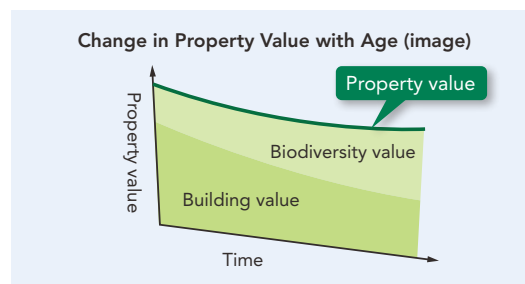 Change in Property Value with Age (image)
Property value
Property value
Biodiversity value
Building value
Time